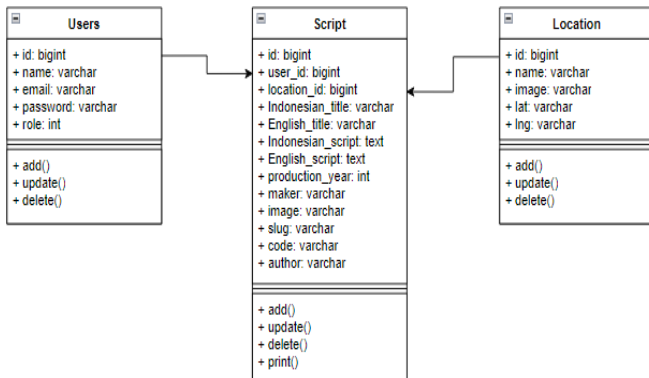 Users
+ id: bigint
+ name: varchar
+ email: varchar
+ password: varchar
+ role: int
+ add()
+ update()
+ delete()
Script
+ id: bigint
+ user_id: bigint
+ location_id: bigint
+ Indonesian_title: varchar
+ English_title: varchar
+ Indonesian_script: text
+ English_script: text
+ production_year: int
+ maker: varchar
+ image: varchar
+ slug: varchar
+ code: varchar
+ author: varchar
+ add()
+ update()
+ delete()
+ print()
Location
+ id: bigint
+ name: varchar
+ image: varchar
+ lat: varchar
+ lng: varchar
+ add()
+ update()
+ delete()